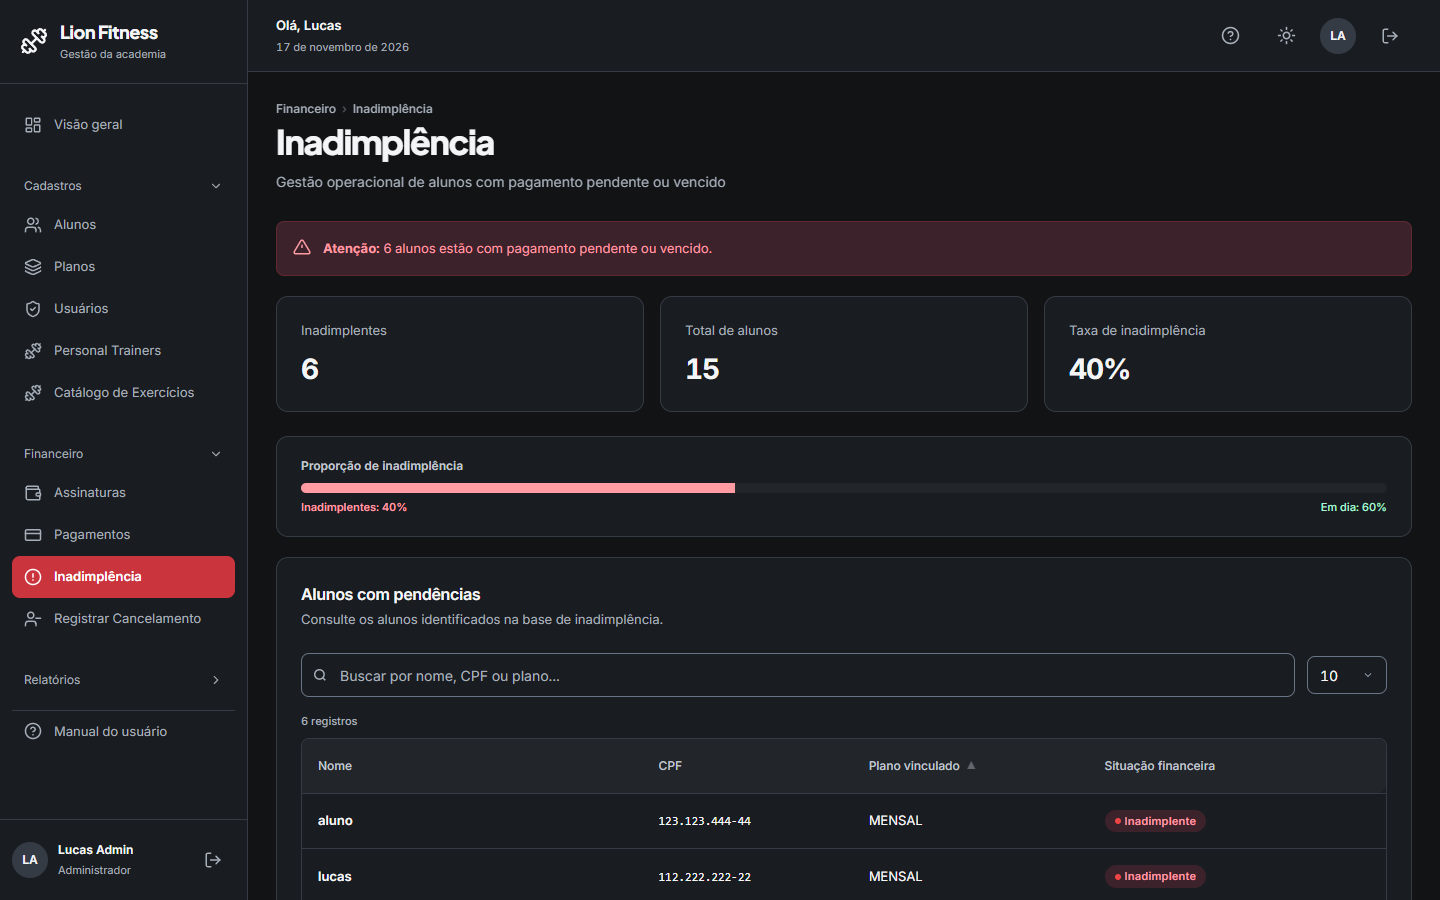 Lion Fitness
Gestão da academia
Visão geral
Cadastros
Alunos
Planos
Usuários
Personal Trainers
Catálogo de Exercícios
Financeiro
Assinaturas
Pagamentos
Inadimplência
Registrar Cancelamento
Relatórios
Manual do usuário
LA
Lucas Admin
Administrador
Olá, Lucas
17 de novembro de 2026
LA
Financeiro › Inadimplência
Inadimplência
Gestão operacional de alunos com pagamento pendente ou vencido
Atenção: 6 alunos estão com pagamento pendente ou vencido.
Inadimplentes
6
Total de alunos
15
Taxa de inadimplência
40%
Proporção de inadimplência
Inadimplentes: 40%
Em dia: 60%
Alunos com pendências
Consulte os alunos identificados na base de inadimplência.
Buscar por nome, CPF ou plano...
10
6 registros
Nome CPF Plano vinculado ▲ Situação financeira
aluno 123.123.444-44 MENSAL Inadimplente
lucas 112.222.222-22 MENSAL Inadimplente